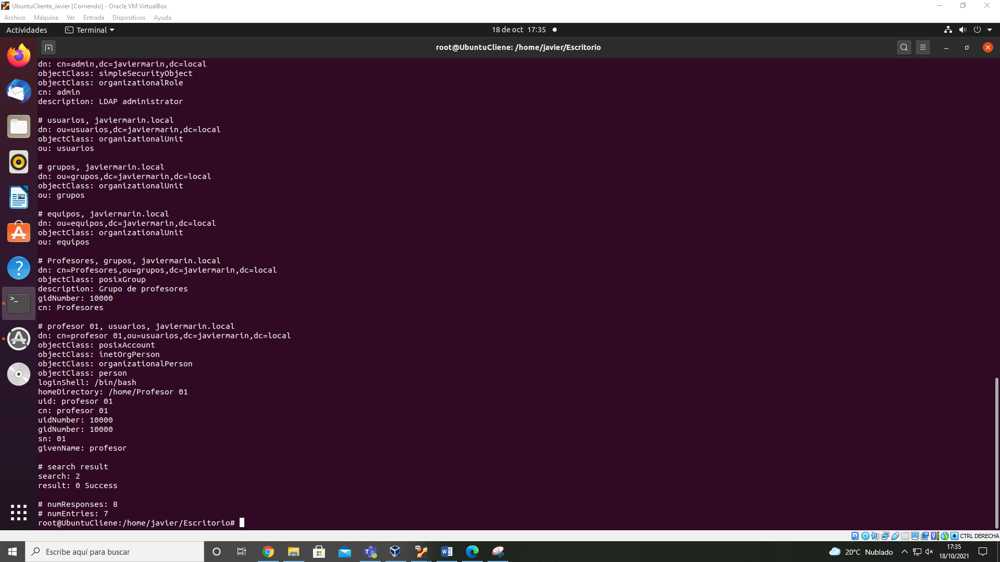 UbuntuCliente_Javier [Corriendo] - Oracle VM VirtualBox
Archivo Máquina Ver Entrada Dispositivos Ayuda
Actividades Terminal 18 de oct 17:35
root@UbuntuCliene: /home/javier/Escritorio
dn: cn=admin,dc=javiermarin,dc=local
objectClass: simpleSecurityObject
objectClass: organizationalRole
cn: admin
description: LDAP administrator
# usuarios, javiermarin.local
dn: ou=usuarios,dc=javiermarin,dc=local
objectClass: organizationalUnit
ou: usuarios
# grupos, javiermarin.local
dn: ou=grupos,dc=javiermarin,dc=local
objectClass: organizationalUnit
ou: grupos
# equipos, javiermarin.local
dn: ou=equipos,dc=javiermarin,dc=local
objectClass: organizationalUnit
ou: equipos
# Profesores, grupos, javiermarin.local
dn: cn=Profesores,ou=grupos,dc=javiermarin,dc=local
objectClass: posixGroup
description: Grupo de profesores
gidNumber: 10000
cn: Profesores
# profesor 01, usuarios, javiermarin.local
dn: cn=profesor 01,ou=usuarios,dc=javiermarin,dc=local
objectClass: posixAccount
objectClass: inetOrgPerson
objectClass: organizationalPerson
objectClass: person
loginShell: /bin/bash
homeDirectory: /home/Profesor 01
uid: profesor 01
cn: profesor 01
uidNumber: 10000
gidNumber: 10000
sn: 01
givenName: profesor
# search result
search: 2
result: 0 Success
# numResponses: 8
# numEntries: 7
root@UbuntuCliene:/home/javier/Escritorio#
CTRL DERECHA
Escribe aquí para buscar
20°C Nublado
17:35
18/10/2021